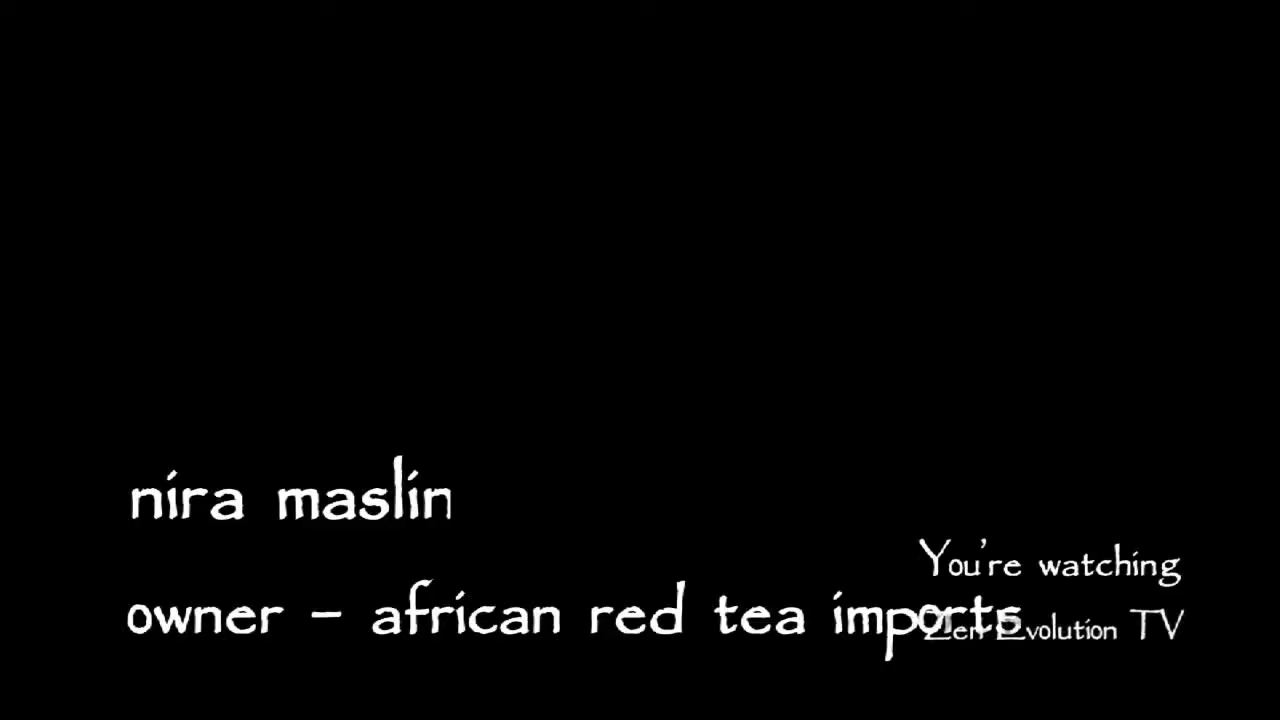 nira maslin
You're watching
owner – african red tea imports
Zen Evolution TV